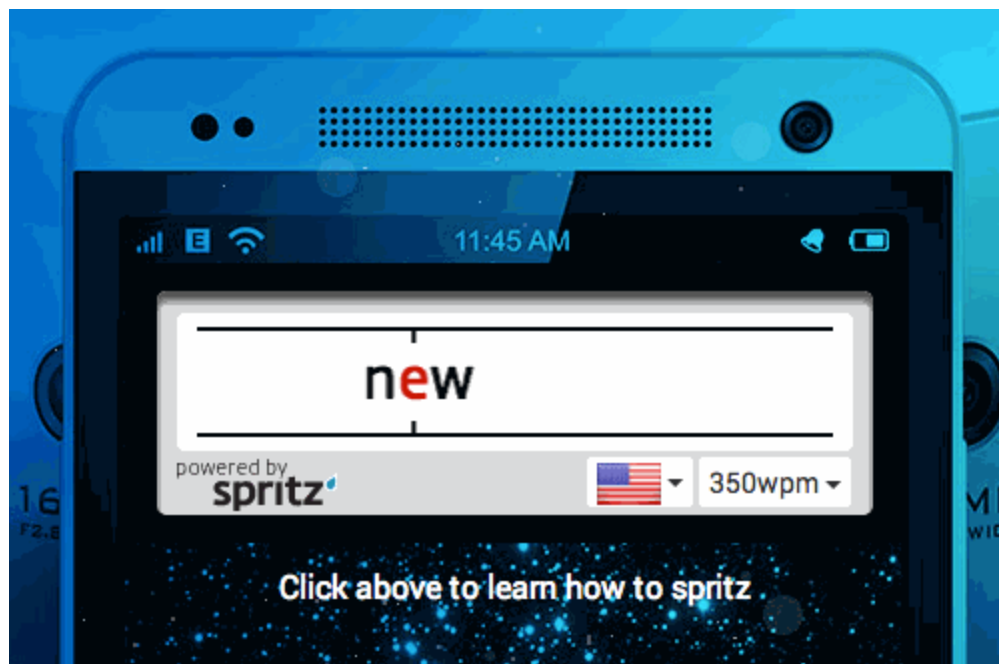 E
11:45 AM
new
powered by
spritz
350wpm
Click above to learn how to spritz